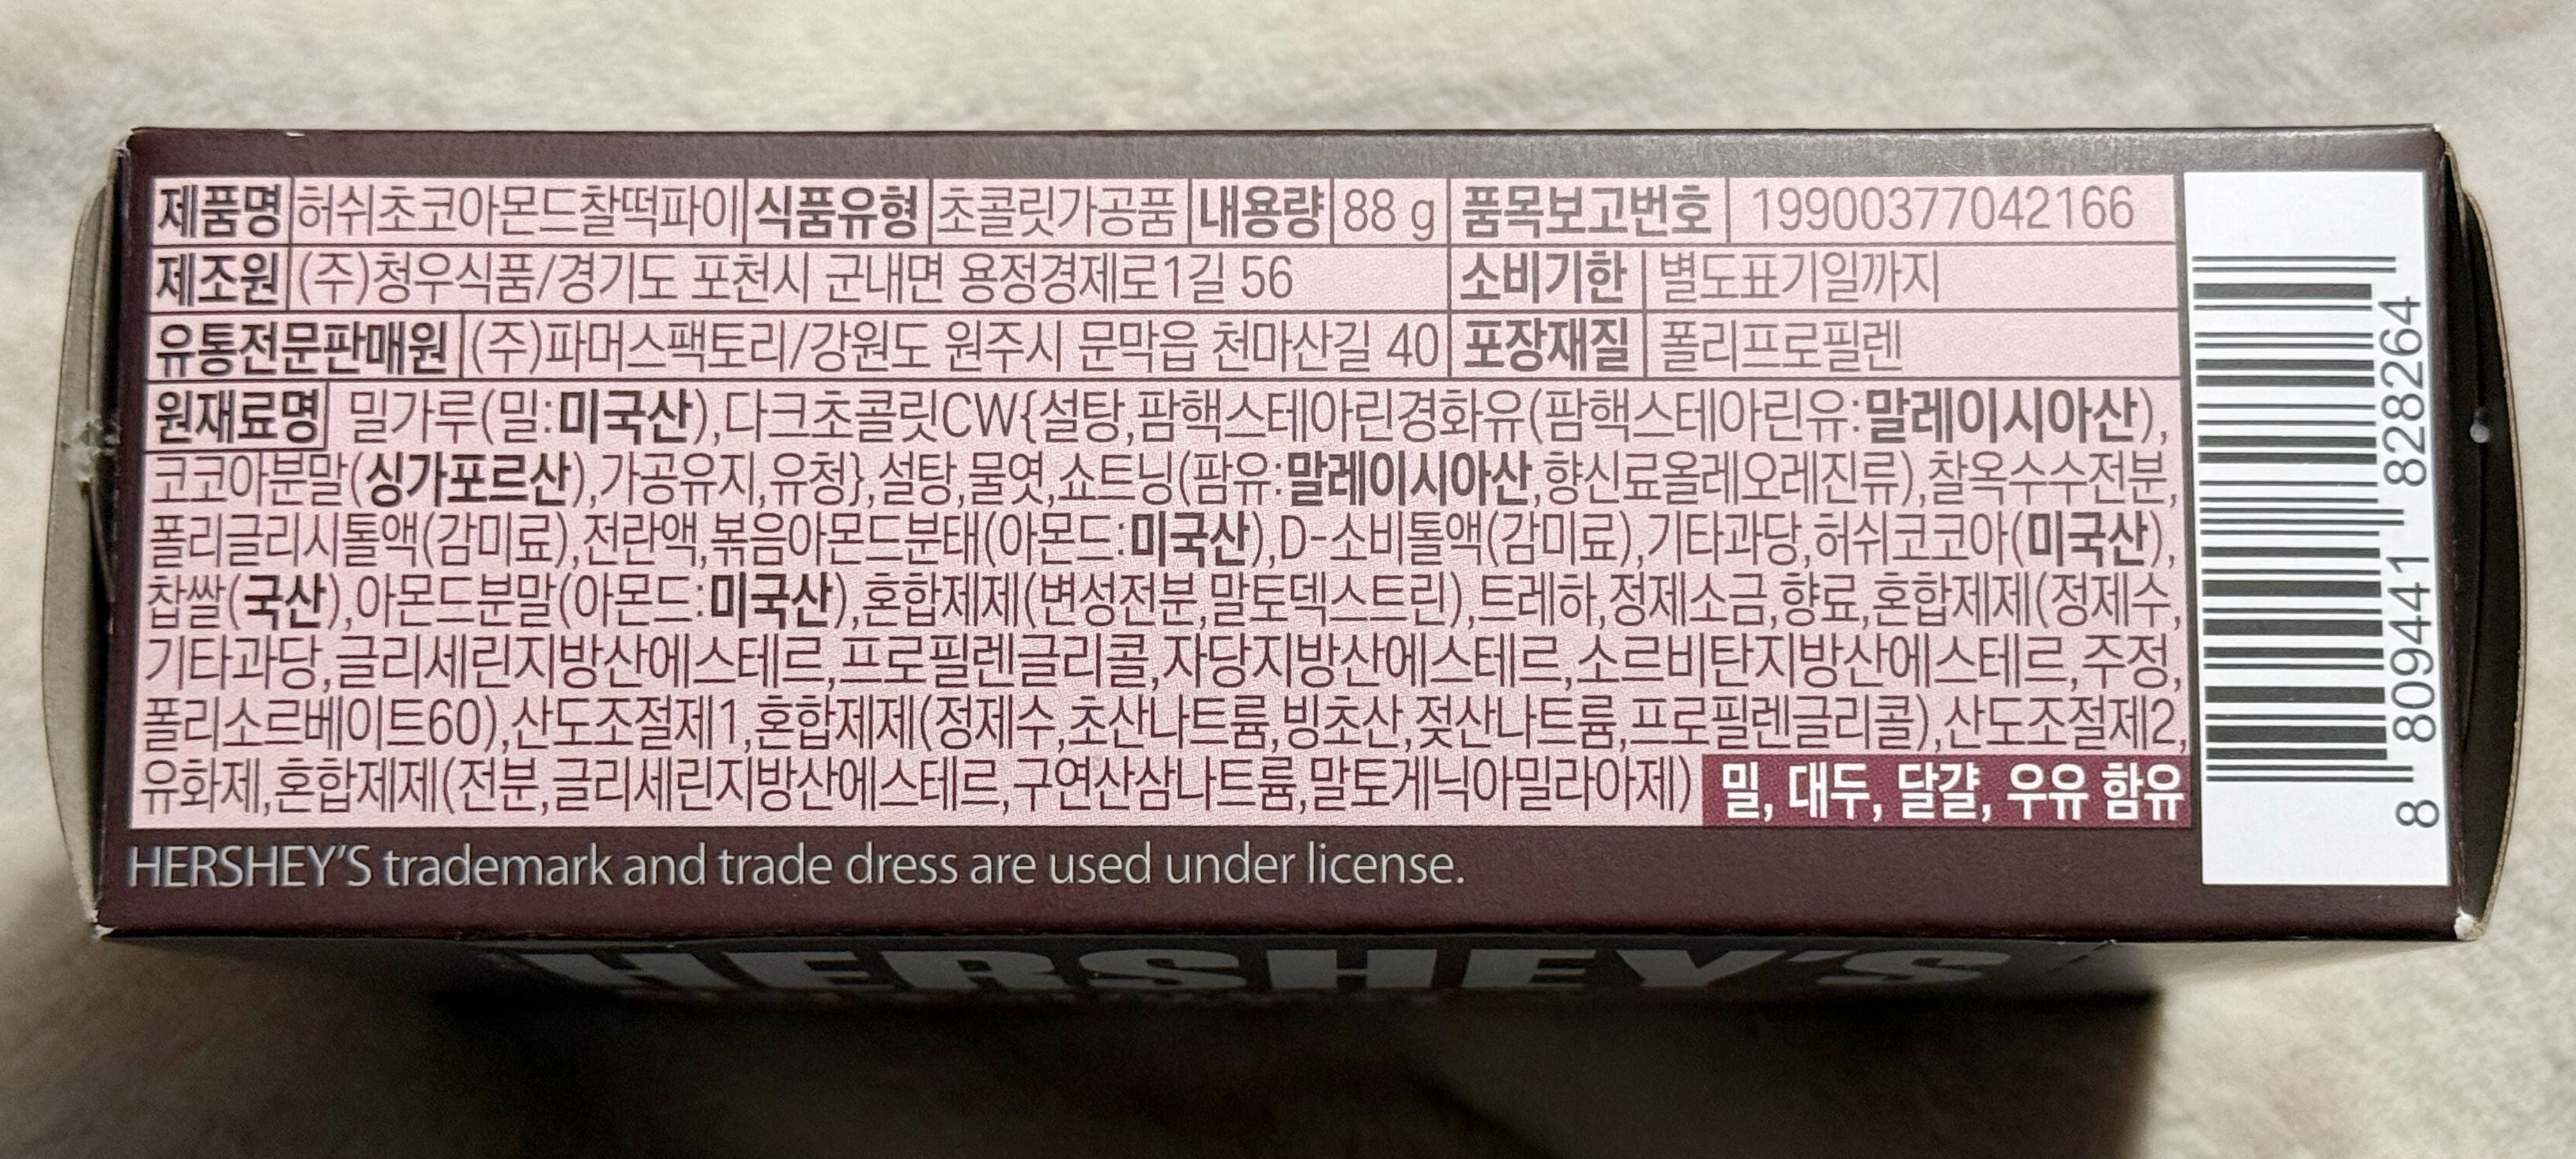 제품명 허쉬초코아몬드찰떡파이 식품유형 초콜릿가공품 내용량 88 g 품목보고번호 19900377042166
제조원 (주)청우식품/경기도 포천시 군내면 용정경제로1길 56 소비기한 별도표기일까지
유통전문판매원 (주)파머스팩토리/강원도 원주시 문막읍 천마산길 40 포장재질 폴리프로필렌
원재료명 밀가루(밀:미국산),다크초콜릿CW{설탕,팜핵스테아린경화유(팜핵스테아린유:말레이시아산),
코코아분말(싱가포르산),가공유지,유청},설탕,물엿,쇼트닝(팜유:말레이시아산,향신료올레오레진류),찰옥수수전분,
폴리글리시톨액(감미료),전란액,볶음아몬드분태(아몬드:미국산),D-소비톨액(감미료),기타과당,허쉬코코아(미국산),
찹쌀(국산),아몬드분말(아몬드:미국산),혼합제제(변성전분,말토덱스트린),트레하,정제소금,향료,혼합제제(정제수,
기타과당,글리세린지방산에스테르,프로필렌글리콜,자당지방산에스테르,소르비탄지방산에스테르,주정,
폴리소르베이트60),산도조절제1,혼합제제(정제수,초산나트륨,빙초산,젖산나트륨,프로필렌글리콜),산도조절제2,
유화제,혼합제제(전분,글리세린지방산에스테르,구연산삼나트륨,말토게닉아밀라아제) 밀, 대두, 달걀, 우유 함유
8 809441 828264
HERSHEY'S trademark and trade dress are used under license.
HERSHEY'S